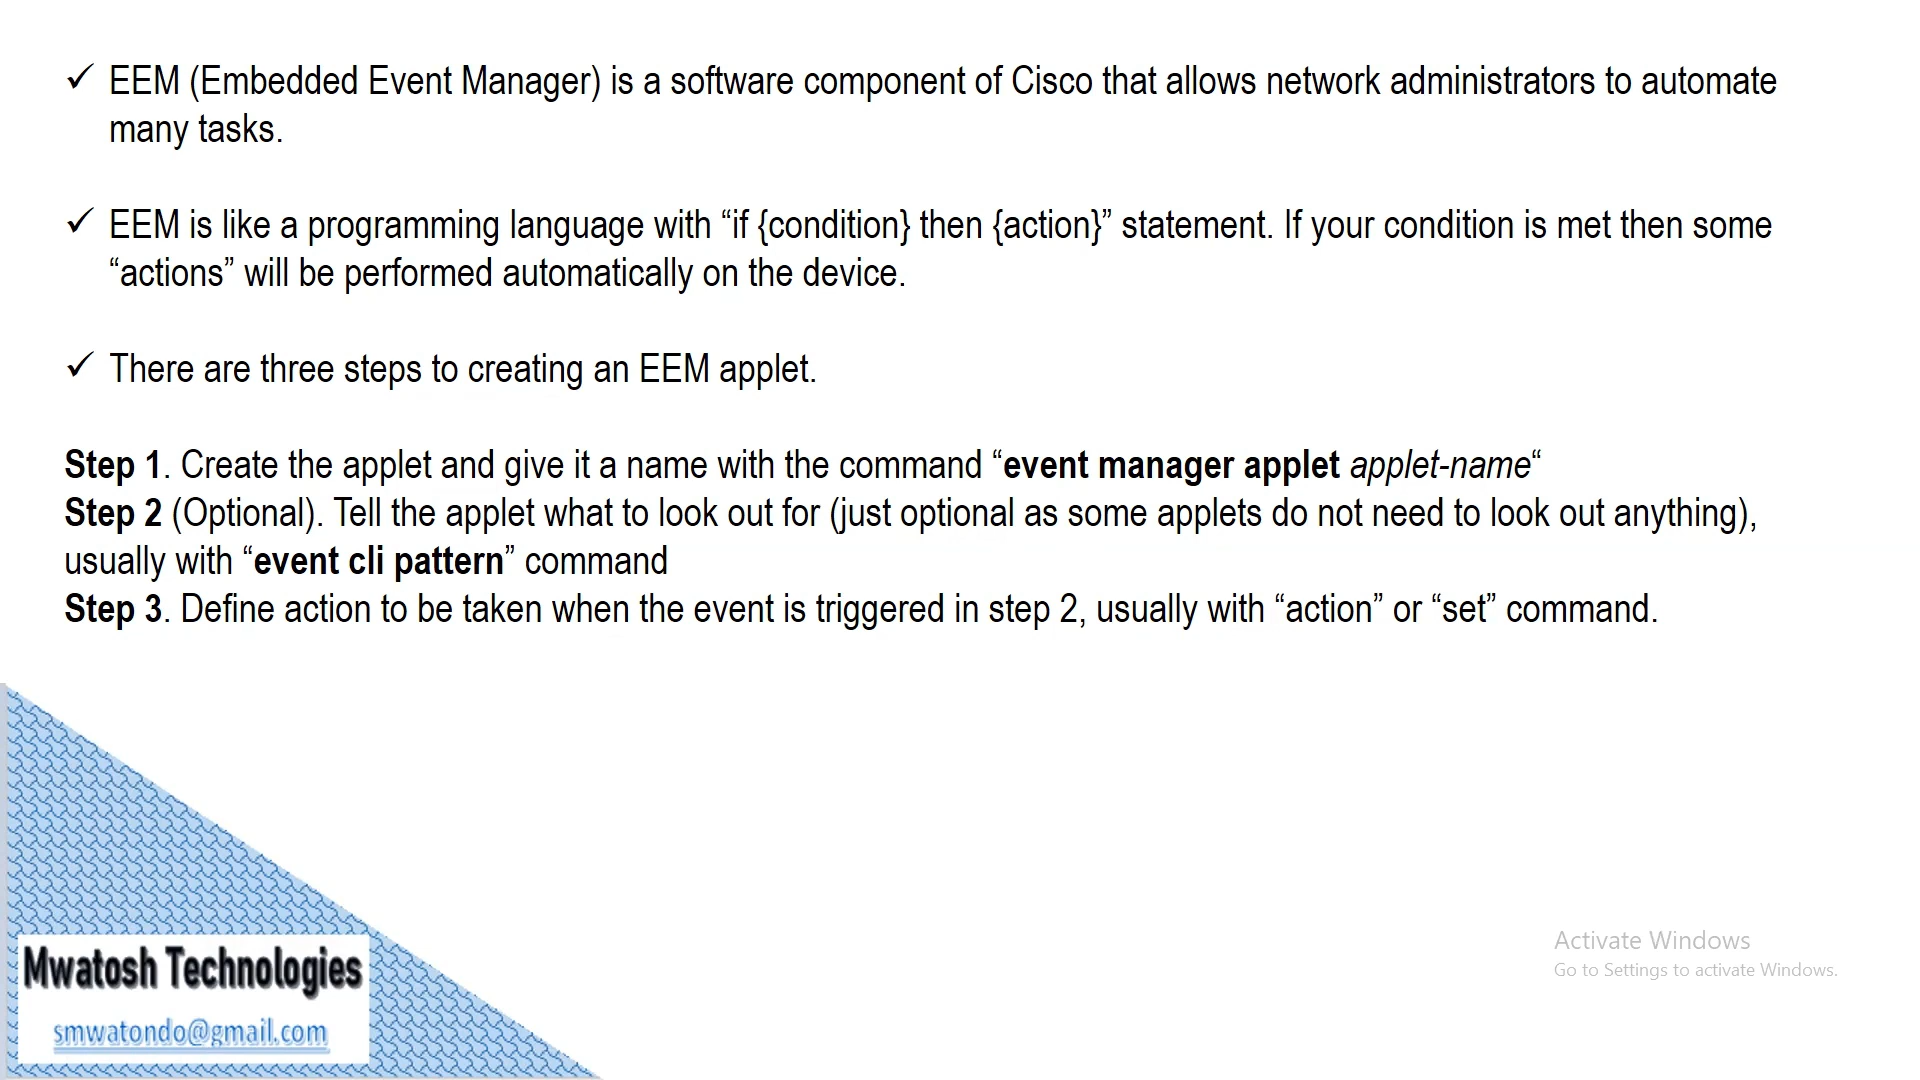 ✓ EEM (Embedded Event Manager) is a software component of Cisco that allows network administrators to automate
many tasks.
✓ EEM is like a programming language with “if {condition} then {action}” statement. If your condition is met then some
“actions” will be performed automatically on the device.
✓ There are three steps to creating an EEM applet.
Step 1. Create the applet and give it a name with the command “event manager applet applet-name“
Step 2 (Optional). Tell the applet what to look out for (just optional as some applets do not need to look out anything),
usually with “event cli pattern” command
Step 3. Define action to be taken when the event is triggered in step 2, usually with “action” or “set” command.
Mwatosh Technologies
smwatondo@gmail.com
Activate Windows
Go to Settings to activate Windows.